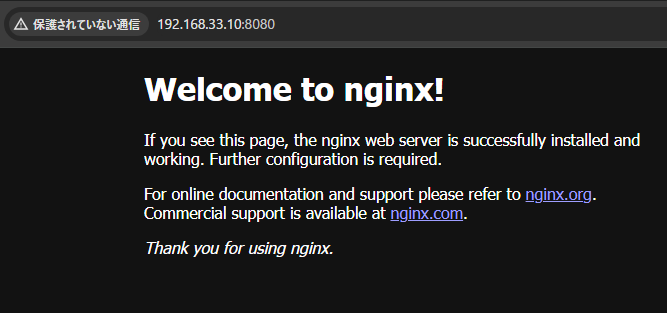 保護されていない通信 192.168.33.10:8080
Welcome to nginx!
If you see this page, the nginx web server is successfully installed and
working. Further configuration is required.
For online documentation and support please refer to nginx.org.
Commercial support is available at nginx.com.
Thank you for using nginx.